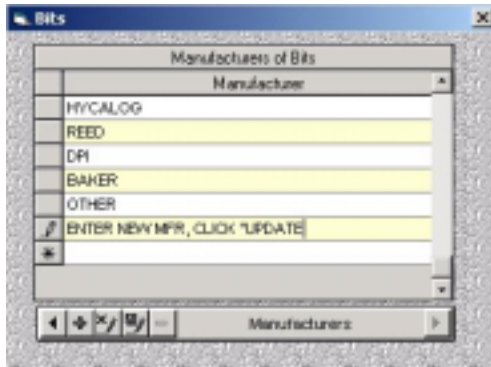 Bits
Manufacturers of Bits
Manufacturer
HYCALOG
REED
DPI
BAKER
OTHER
ENTER NEW MFR, CLICK "UPDATE
Manufacturers